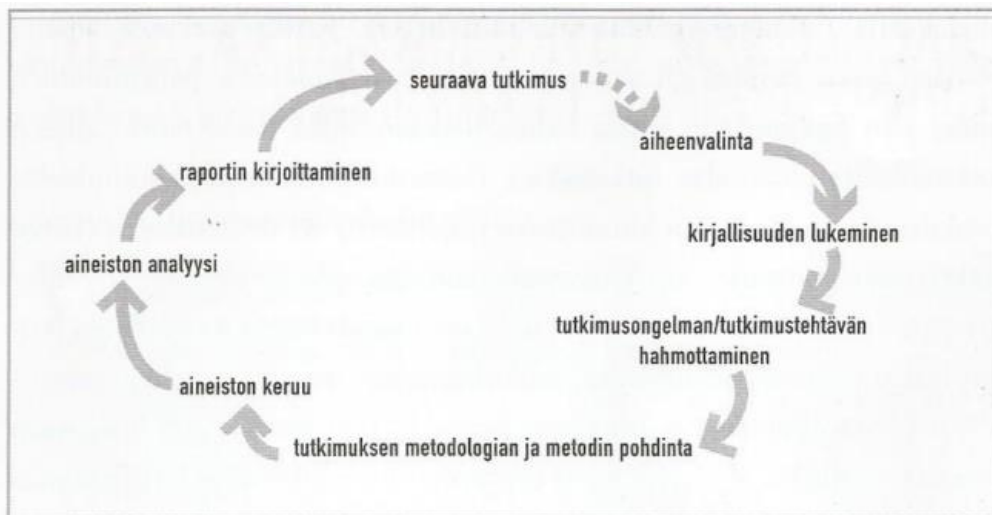 seuraava tutkimus
aiheenvalinta
kirjallisuuden lukeminen
tutkimusongelman/tutkimustehtävän
hahmottaminen
tutkimuksen metodologian ja metodin pohdinta
aineiston keruu
aineiston analyysi
raportin kirjoittaminen